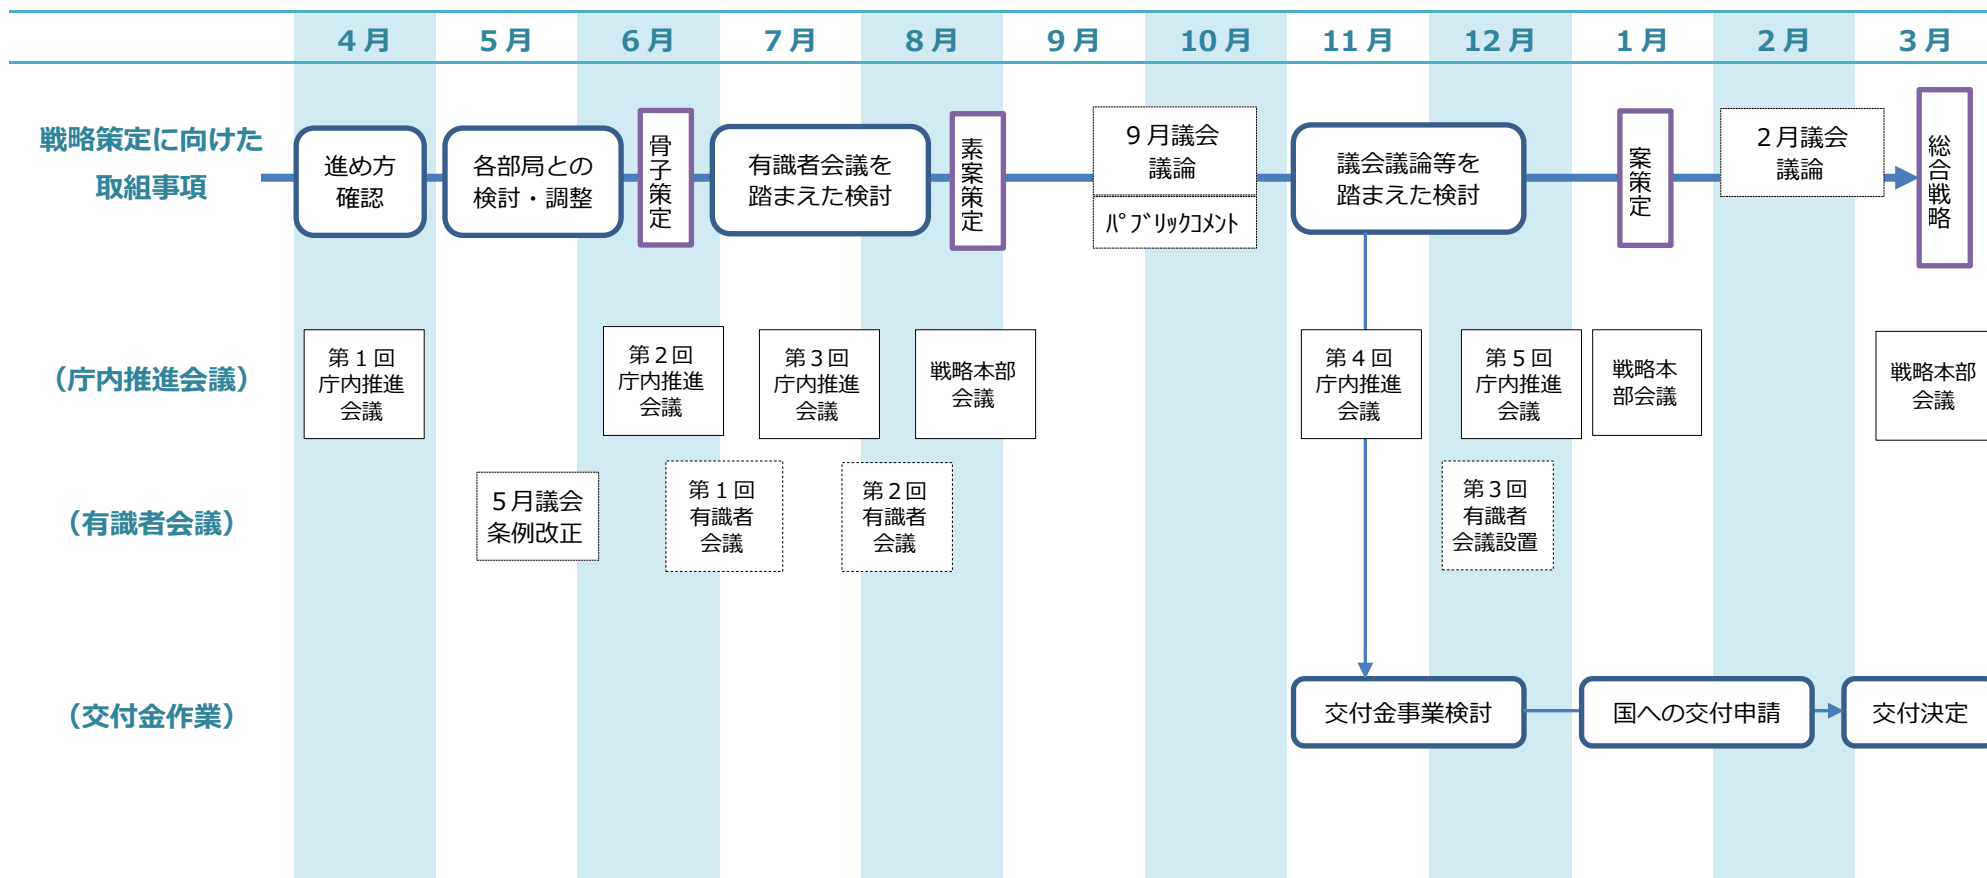 4月 5月 6月 7月 8月 9月 10月 11月 12月 1月 2月 3月
戦略策定に向けた
取組事項
進め方
確認
各部局との
検討・調整
骨子策定
有識者会議を
踏まえた検討
素案策定
９月議会
議論
ﾊﾟﾌﾞﾘｯｸｺﾒﾝﾄ
議会議論等を
踏まえた検討
案策定
２月議会
議論
総合戦略
（庁内推進会議）
第１回
庁内推進
会議
第２回
庁内推進
会議
第３回
庁内推進
会議
戦略本部
会議
第４回
庁内推進
会議
第５回
庁内推進
会議
戦略本
部会議
戦略本部
会議
（有識者会議）
５月議会
条例改正
第１回
有識者
会議
第２回
有識者
会議
第３回
有識者
会議設置
（交付金作業）
交付金事業検討
国への交付申請
交付決定